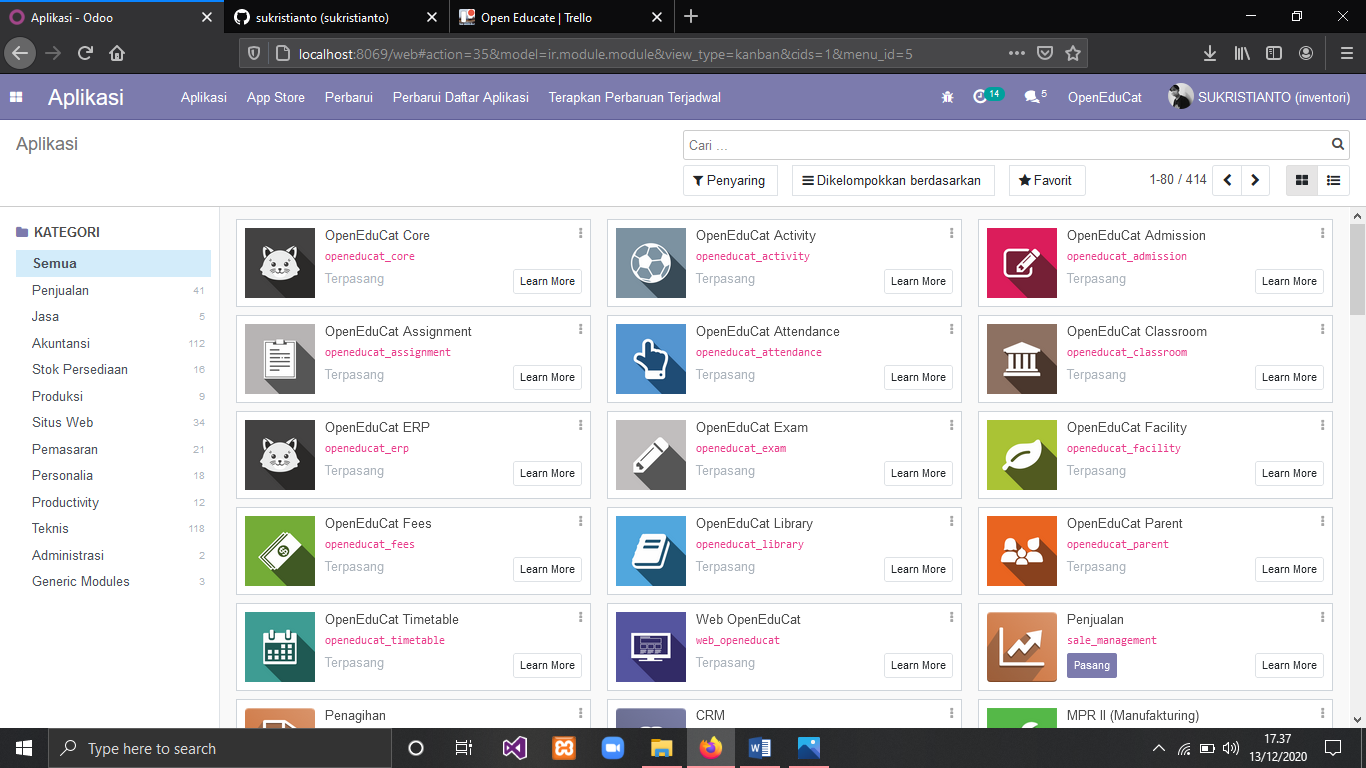 Aplikasi - Odoo
sukristianto (sukristianto)
Open Educate | Trello
localhost:8069/web#action=35&model=ir.module.module&view_type=kanban&cids=1&menu_id=5
Aplikasi
Aplikasi
App Store
Perbarui
Perbarui Daftar Aplikasi
Terapkan Perbaruan Terjadwal
14
5
OpenEduCat
SUKRISTIANTO (inventori)
Aplikasi
Cari ...
Penyaring
Dikelompokkan berdasarkan
Favorit
1-80 / 414
KATEGORI
Semua
Penjualan 41
Jasa 5
Akuntansi 112
Stok Persediaan 16
Produksi 9
Situs Web 34
Pemasaran 21
Personalia 18
Productivity 12
Teknis 118
Administrasi 2
Generic Modules 3
OpenEduCat Core
openeducat_core
Terpasang
Learn More
OpenEduCat Activity
openeducat_activity
Terpasang
Learn More
OpenEduCat Admission
openeducat_admission
Terpasang
Learn More
OpenEduCat Assignment
openeducat_assignment
Terpasang
Learn More
OpenEduCat Attendance
openeducat_attendance
Terpasang
Learn More
OpenEduCat Classroom
openeducat_classroom
Terpasang
Learn More
OpenEduCat ERP
openeducat_erp
Terpasang
Learn More
OpenEduCat Exam
openeducat_exam
Terpasang
Learn More
OpenEduCat Facility
openeducat_facility
Terpasang
Learn More
OpenEduCat Fees
openeducat_fees
Terpasang
Learn More
OpenEduCat Library
openeducat_library
Terpasang
Learn More
OpenEduCat Parent
openeducat_parent
Terpasang
Learn More
OpenEduCat Timetable
openeducat_timetable
Terpasang
Learn More
Web OpenEduCat
web_openeducat
Terpasang
Learn More
Penjualan
sale_management
Pasang
Learn More
Penagihan
CRM
MPR II (Manufakturing)
Type here to search
17.37
13/12/2020